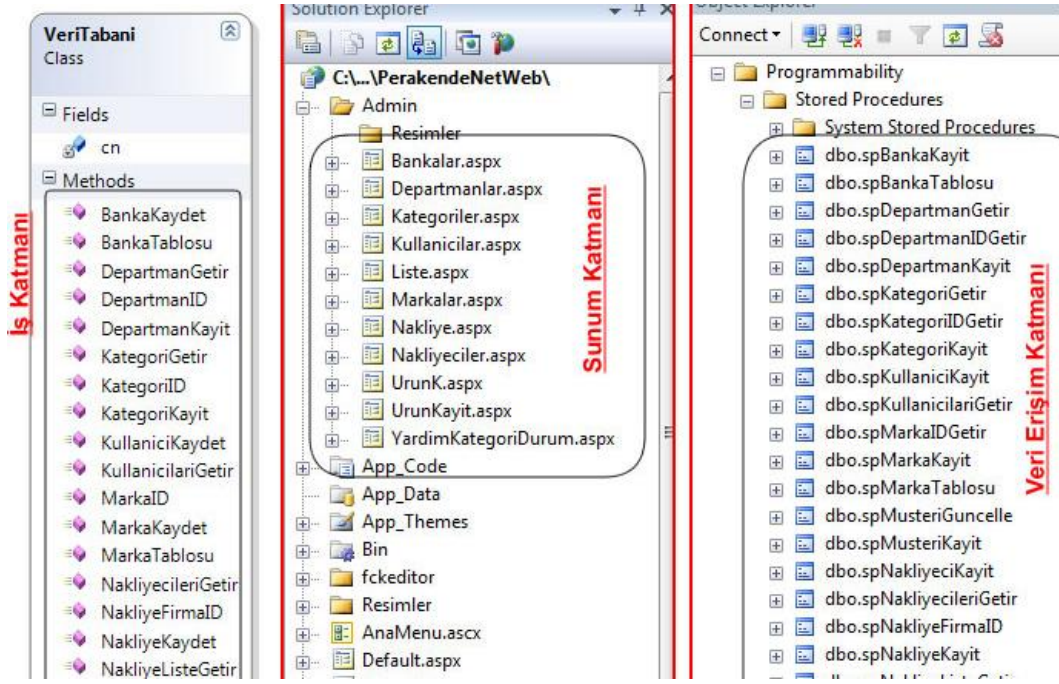 VeriTabani
Class
Fields
cn
Methods
BankaKaydet
BankaTablosu
DepartmanGetir
DepartmanID
DepartmanKayit
KategoriGetir
KategoriID
KategoriKayit
KullaniciKaydet
KullanicilariGetir
MarkaID
MarkaKaydet
MarkaTablosu
NakliyecileriGetir
NakliyeFirmaID
NakliyeKaydet
NakliyeListeGetir
İş Katmanı
Solution Explorer
C:\...\PerakendeNetWeb\
Admin
Resimler
Bankalar.aspx
Departmanlar.aspx
Kategoriler.aspx
Kullanicilar.aspx
Liste.aspx
Markalar.aspx
Nakliye.aspx
Nakliyeciler.aspx
UrunK.aspx
UrunKayit.aspx
YardimKategoriDurum.aspx
App_Code
App_Data
App_Themes
Bin
fckeditor
Resimler
AnaMenu.ascx
Default.aspx
Sunum Katmanı
Object Explorer
Connect
Programmability
Stored Procedures
System Stored Procedures
dbo.spBankaKayit
dbo.spBankaTablosu
dbo.spDepartmanGetir
dbo.spDepartmanIDGetir
dbo.spDepartmanKayit
dbo.spKategoriGetir
dbo.spKategoriIDGetir
dbo.spKategoriKayit
dbo.spKullaniciKayit
dbo.spKullanicilariGetir
dbo.spMarkaIDGetir
dbo.spMarkaKayit
dbo.spMarkaTablosu
dbo.spMusteriGuncelle
dbo.spMusteriKayit
dbo.spNakliyeciKayit
dbo.spNakliyecileriGetir
dbo.spNakliyeFirmaID
dbo.spNakliyeKayit
Veri Erişim Katmanı